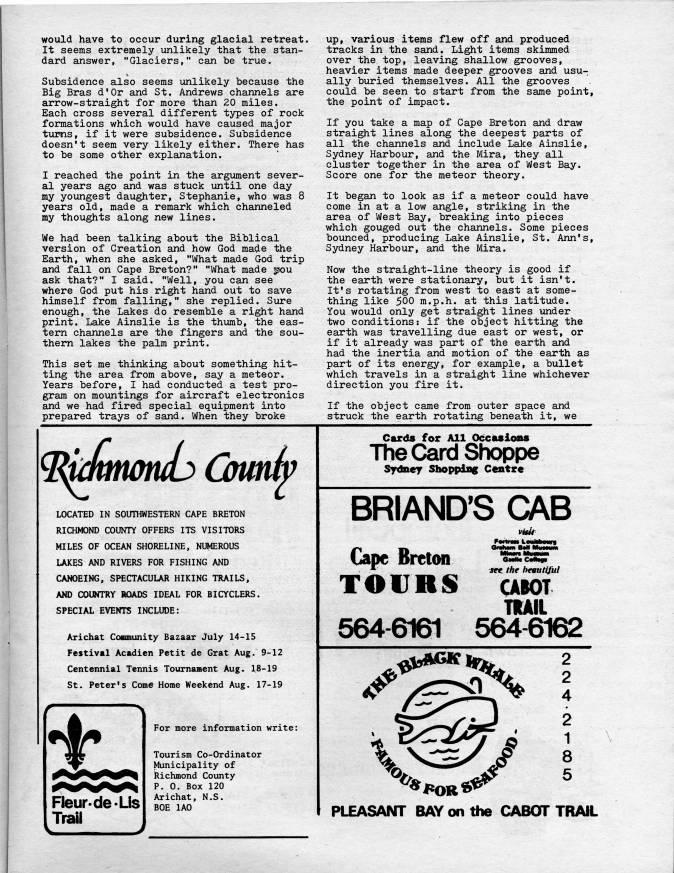 would have to occur during glacial retreat.
It seems extremely unlikely that the stan-
dard answer, "Glaciers," can be true.
Subsidence also seems unlikely because the
Big Bras d'Or and St. Andrews channels are
arrow-straight for more than 20 miles.
Each cross several different types of rock
formations which would have caused major
turns, if it were subsidence. Subsidence
doesn't seem very likely either. There has
to be some other explanation.
I reached the point in the argument sever-
al years ago and was stuck until one day
my youngest daughter, Stephanie, who was 8
years old, made a remark which channeled
my thoughts along new lines.
We had been talking about the Biblical
version of Creation and how God made the
Earth, when she asked, "What made God trip
and fall on Cape Breton?" "What made you
ask that?" I said. "Well, you can see
where God put his right hand out to save
himself from falling," she replied. Sure
enough, the Lakes do resemble a right hand
print. Lake Ainslie is the thumb, the eas-
tern channels are the fingers and the sou-
thern lakes the palm print.
This set me thinking about something hit-
ting the area from above, say a meteor.
Years before, I had conducted a test pro-
gram on mountings for aircraft electronics
and we had fired special equipment into
prepared trays of sand. When they broke
up, various items flew off and produced
tracks in the sand. Light items skimmed
over the top, leaving shallow grooves,
heavier items made deeper grooves and usu-
ally buried themselves. All the grooves
could be seen to start from the same point,
the point of impact.
If you take a map of Cape Breton and draw
straight lines along the deepest parts of
all the channels and include Lake Ainslie,
Sydney Harbour, and the Mira, they all
cluster together in the area of West Bay.
Score one for the meteor theory.
It began to look as if a meteor could have
come in at a low angle, striking in the
area of West Bay, breaking into pieces
which gouged out the channels. Some pieces
bounced, producing Lake Ainslie, St. Ann's,
Sydney Harbour, and the Mira.
Now the straight-line theory is good if
the earth were stationary, but it isn't.
It's rotating from west to east at some-
thing like 500 m.p.h. at this latitude.
You would only get straight lines under
two conditions: if the object hitting the
earth was travelling due east or west, or
if it already was part of the earth and
had the inertia and motion of the earth as
part of its energy, for example, a bullet
which travels in a straight line whichever
direction you fire it.
If the object came from outer space and
struck the earth rotating beneath it, we
Richmond County
LOCATED IN SOUTHWESTERN CAPE BRETON
RICHMOND COUNTY OFFERS ITS VISITORS
MILES OF OCEAN SHORELINE, NUMEROUS
LAKES AND RIVERS FOR FISHING AND
CANOEING, SPECTACULAR HIKING TRAILS,
AND COUNTRY ROADS IDEAL FOR BICYCLERS.
SPECIAL EVENTS INCLUDE:
Arichat Community Bazaar July 14-15
Festival Acadien Petit de Grat Aug. 9-12
Centennial Tennis Tournament Aug. 18-19
St. Peter's Come Home Weekend Aug. 17-19
Fleur-de-Lis
Trail
For more information write:
Tourism Co-Ordinator
Municipality of
Richmond County
P. O. Box 120
Arichat, N.S.
BOE 1AO
Cards for All Occasions
The Card Shoppe
Sydney Shopping Centre
BRIAND'S CAB
Cape Breton
TOURS
visit
Fortress Louisbourg
Graham Bell Museum
Miners Museum
Gaelic College
see the beautiful
CABOT
TRAIL
564-6161 564-6162
THE BLACK WHALE
- FAMOUS FOR SEAFOOD -
224-2185
PLEASANT BAY on the CABOT TRAIL